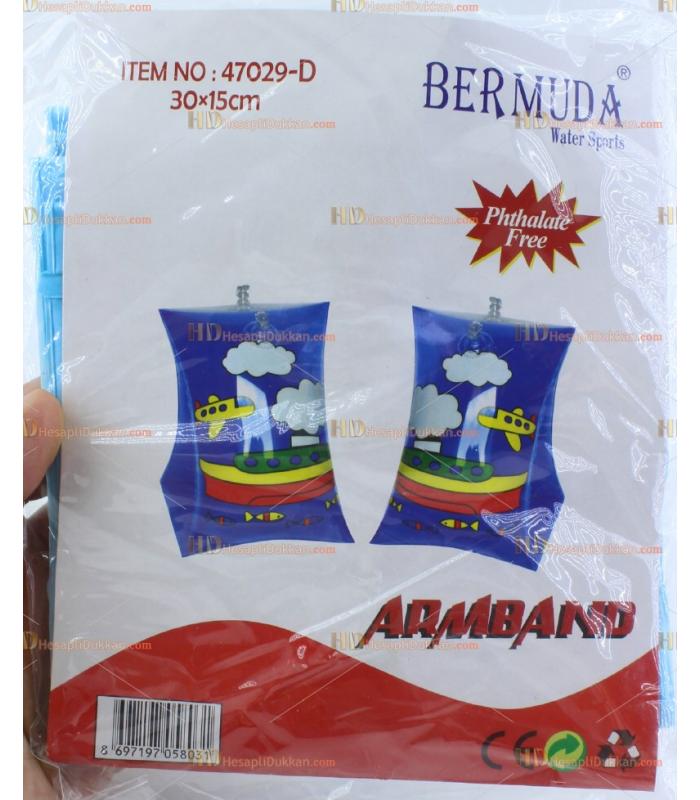 ITEM NO : 47029-D
30×15cm
BERMUDA®
Water Sports
Phthalate
Free
ARMBAND
8 697197 058031
CE
HD HesapliDukkan.com